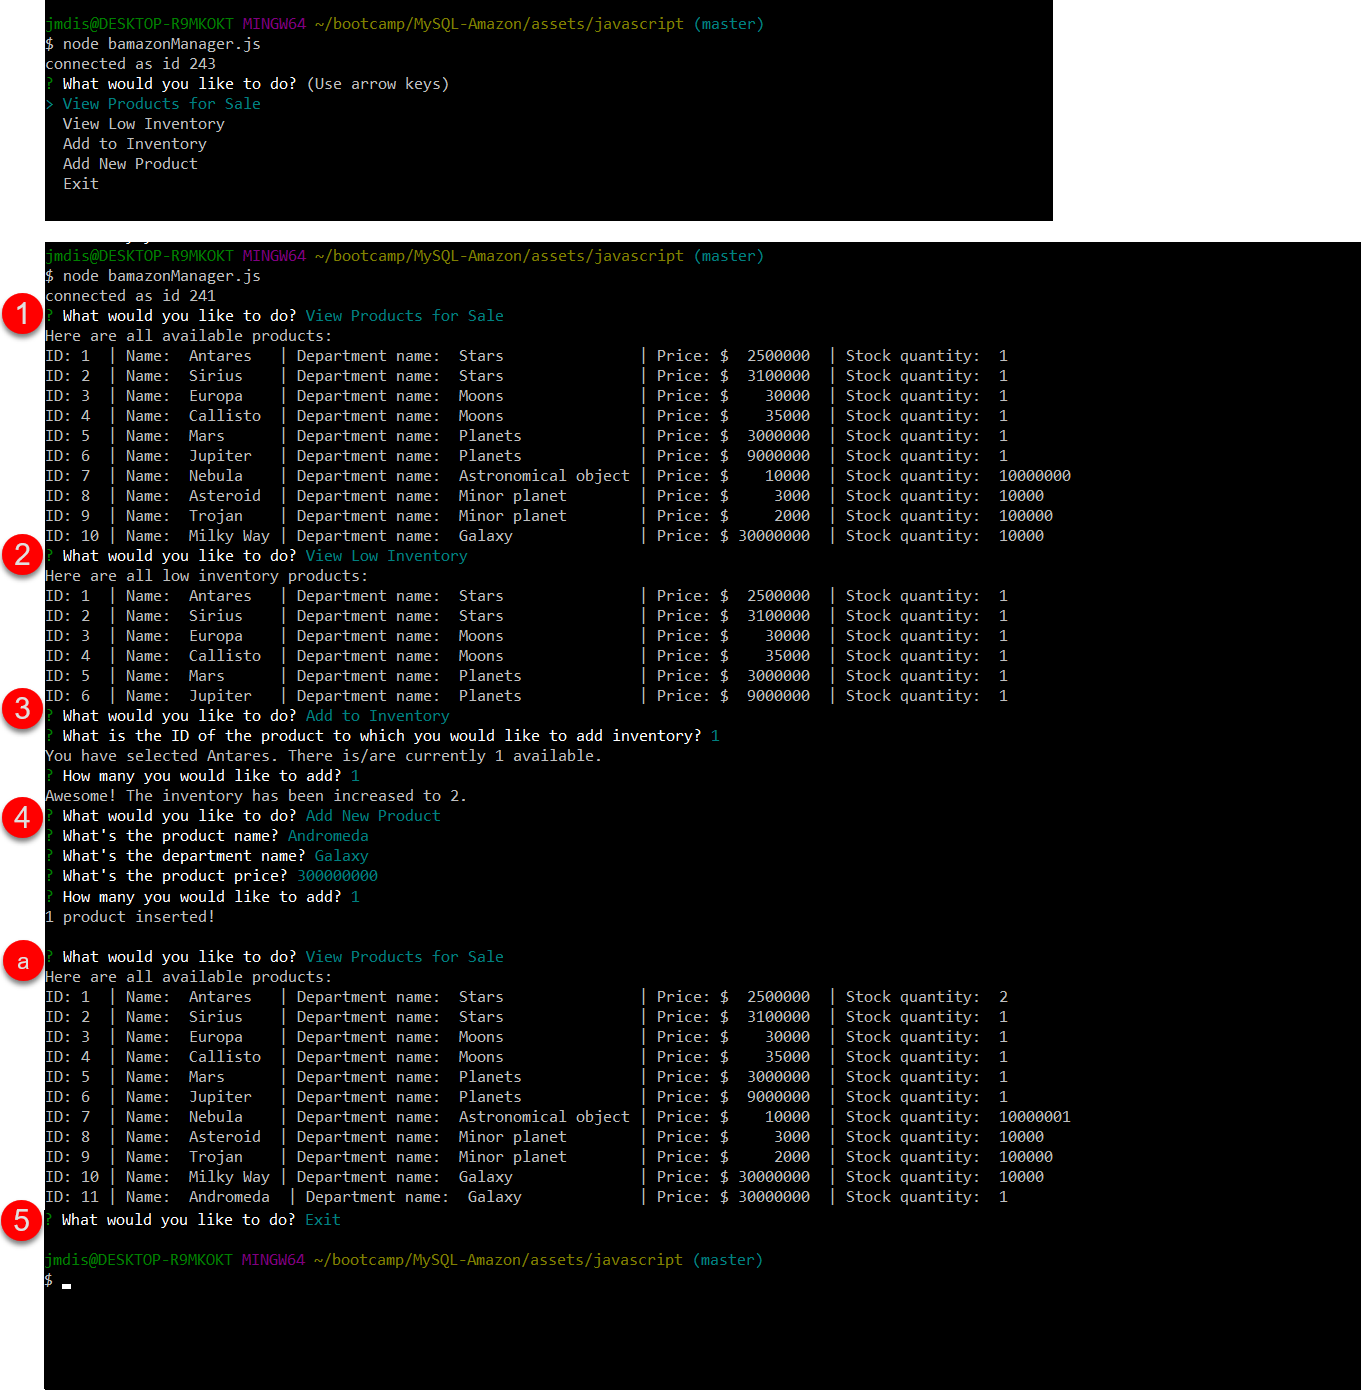 jmdis@DESKTOP-R9MKOKT MINGW64 ~/bootcamp/MySQL-Amazon/assets/javascript (master)
$ node bamazonManager.js
connected as id 243
? What would you like to do? (Use arrow keys)
> View Products for Sale
  View Low Inventory
  Add to Inventory
  Add New Product
  Exit
jmdis@DESKTOP-R9MKOKT MINGW64 ~/bootcamp/MySQL-Amazon/assets/javascript (master)
$ node bamazonManager.js
connected as id 241
1 ? What would you like to do? View Products for Sale
Here are all available products:
ID: 1  | Name:  Antares   | Department name:  Stars               | Price: $  2500000  | Stock quantity:  1
ID: 2  | Name:  Sirius    | Department name:  Stars               | Price: $  3100000  | Stock quantity:  1
ID: 3  | Name:  Europa    | Department name:  Moons               | Price: $    30000  | Stock quantity:  1
ID: 4  | Name:  Callisto  | Department name:  Moons               | Price: $    35000  | Stock quantity:  1
ID: 5  | Name:  Mars      | Department name:  Planets             | Price: $  3000000  | Stock quantity:  1
ID: 6  | Name:  Jupiter   | Department name:  Planets             | Price: $  9000000  | Stock quantity:  1
ID: 7  | Name:  Nebula    | Department name:  Astronomical object | Price: $    10000  | Stock quantity:  10000000
ID: 8  | Name:  Asteroid  | Department name:  Minor planet        | Price: $     3000  | Stock quantity:  10000
ID: 9  | Name:  Trojan    | Department name:  Minor planet        | Price: $     2000  | Stock quantity:  100000
ID: 10 | Name:  Milky Way | Department name:  Galaxy              | Price: $ 30000000  | Stock quantity:  10000
2 ? What would you like to do? View Low Inventory
Here are all low inventory products:
ID: 1  | Name:  Antares   | Department name:  Stars               | Price: $  2500000  | Stock quantity:  1
ID: 2  | Name:  Sirius    | Department name:  Stars               | Price: $  3100000  | Stock quantity:  1
ID: 3  | Name:  Europa    | Department name:  Moons               | Price: $    30000  | Stock quantity:  1
ID: 4  | Name:  Callisto  | Department name:  Moons               | Price: $    35000  | Stock quantity:  1
ID: 5  | Name:  Mars      | Department name:  Planets             | Price: $  3000000  | Stock quantity:  1
ID: 6  | Name:  Jupiter   | Department name:  Planets             | Price: $  9000000  | Stock quantity:  1
3 ? What would you like to do? Add to Inventory
? What is the ID of the product to which you would like to add inventory? 1
You have selected Antares. There is/are currently 1 available.
? How many you would like to add? 1
Awesome! The inventory has been increased to 2.
4 ? What would you like to do? Add New Product
? What's the product name? Andromeda
? What's the department name? Galaxy
? What's the product price? 300000000
? How many you would like to add? 1
1 product inserted!
a ? What would you like to do? View Products for Sale
Here are all available products:
ID: 1  | Name:  Antares   | Department name:  Stars               | Price: $  2500000  | Stock quantity:  2
ID: 2  | Name:  Sirius    | Department name:  Stars               | Price: $  3100000  | Stock quantity:  1
ID: 3  | Name:  Europa    | Department name:  Moons               | Price: $    30000  | Stock quantity:  1
ID: 4  | Name:  Callisto  | Department name:  Moons               | Price: $    35000  | Stock quantity:  1
ID: 5  | Name:  Mars      | Department name:  Planets             | Price: $  3000000  | Stock quantity:  1
ID: 6  | Name:  Jupiter   | Department name:  Planets             | Price: $  9000000  | Stock quantity:  1
ID: 7  | Name:  Nebula    | Department name:  Astronomical object | Price: $    10000  | Stock quantity:  10000001
ID: 8  | Name:  Asteroid  | Department name:  Minor planet        | Price: $     3000  | Stock quantity:  10000
ID: 9  | Name:  Trojan    | Department name:  Minor planet        | Price: $     2000  | Stock quantity:  100000
ID: 10 | Name:  Milky Way | Department name:  Galaxy              | Price: $ 30000000  | Stock quantity:  10000
ID: 11 | Name:  Andromeda  | Department name:  Galaxy             | Price: $ 30000000  | Stock quantity:  1
5 ? What would you like to do? Exit
jmdis@DESKTOP-R9MKOKT MINGW64 ~/bootcamp/MySQL-Amazon/assets/javascript (master)
$